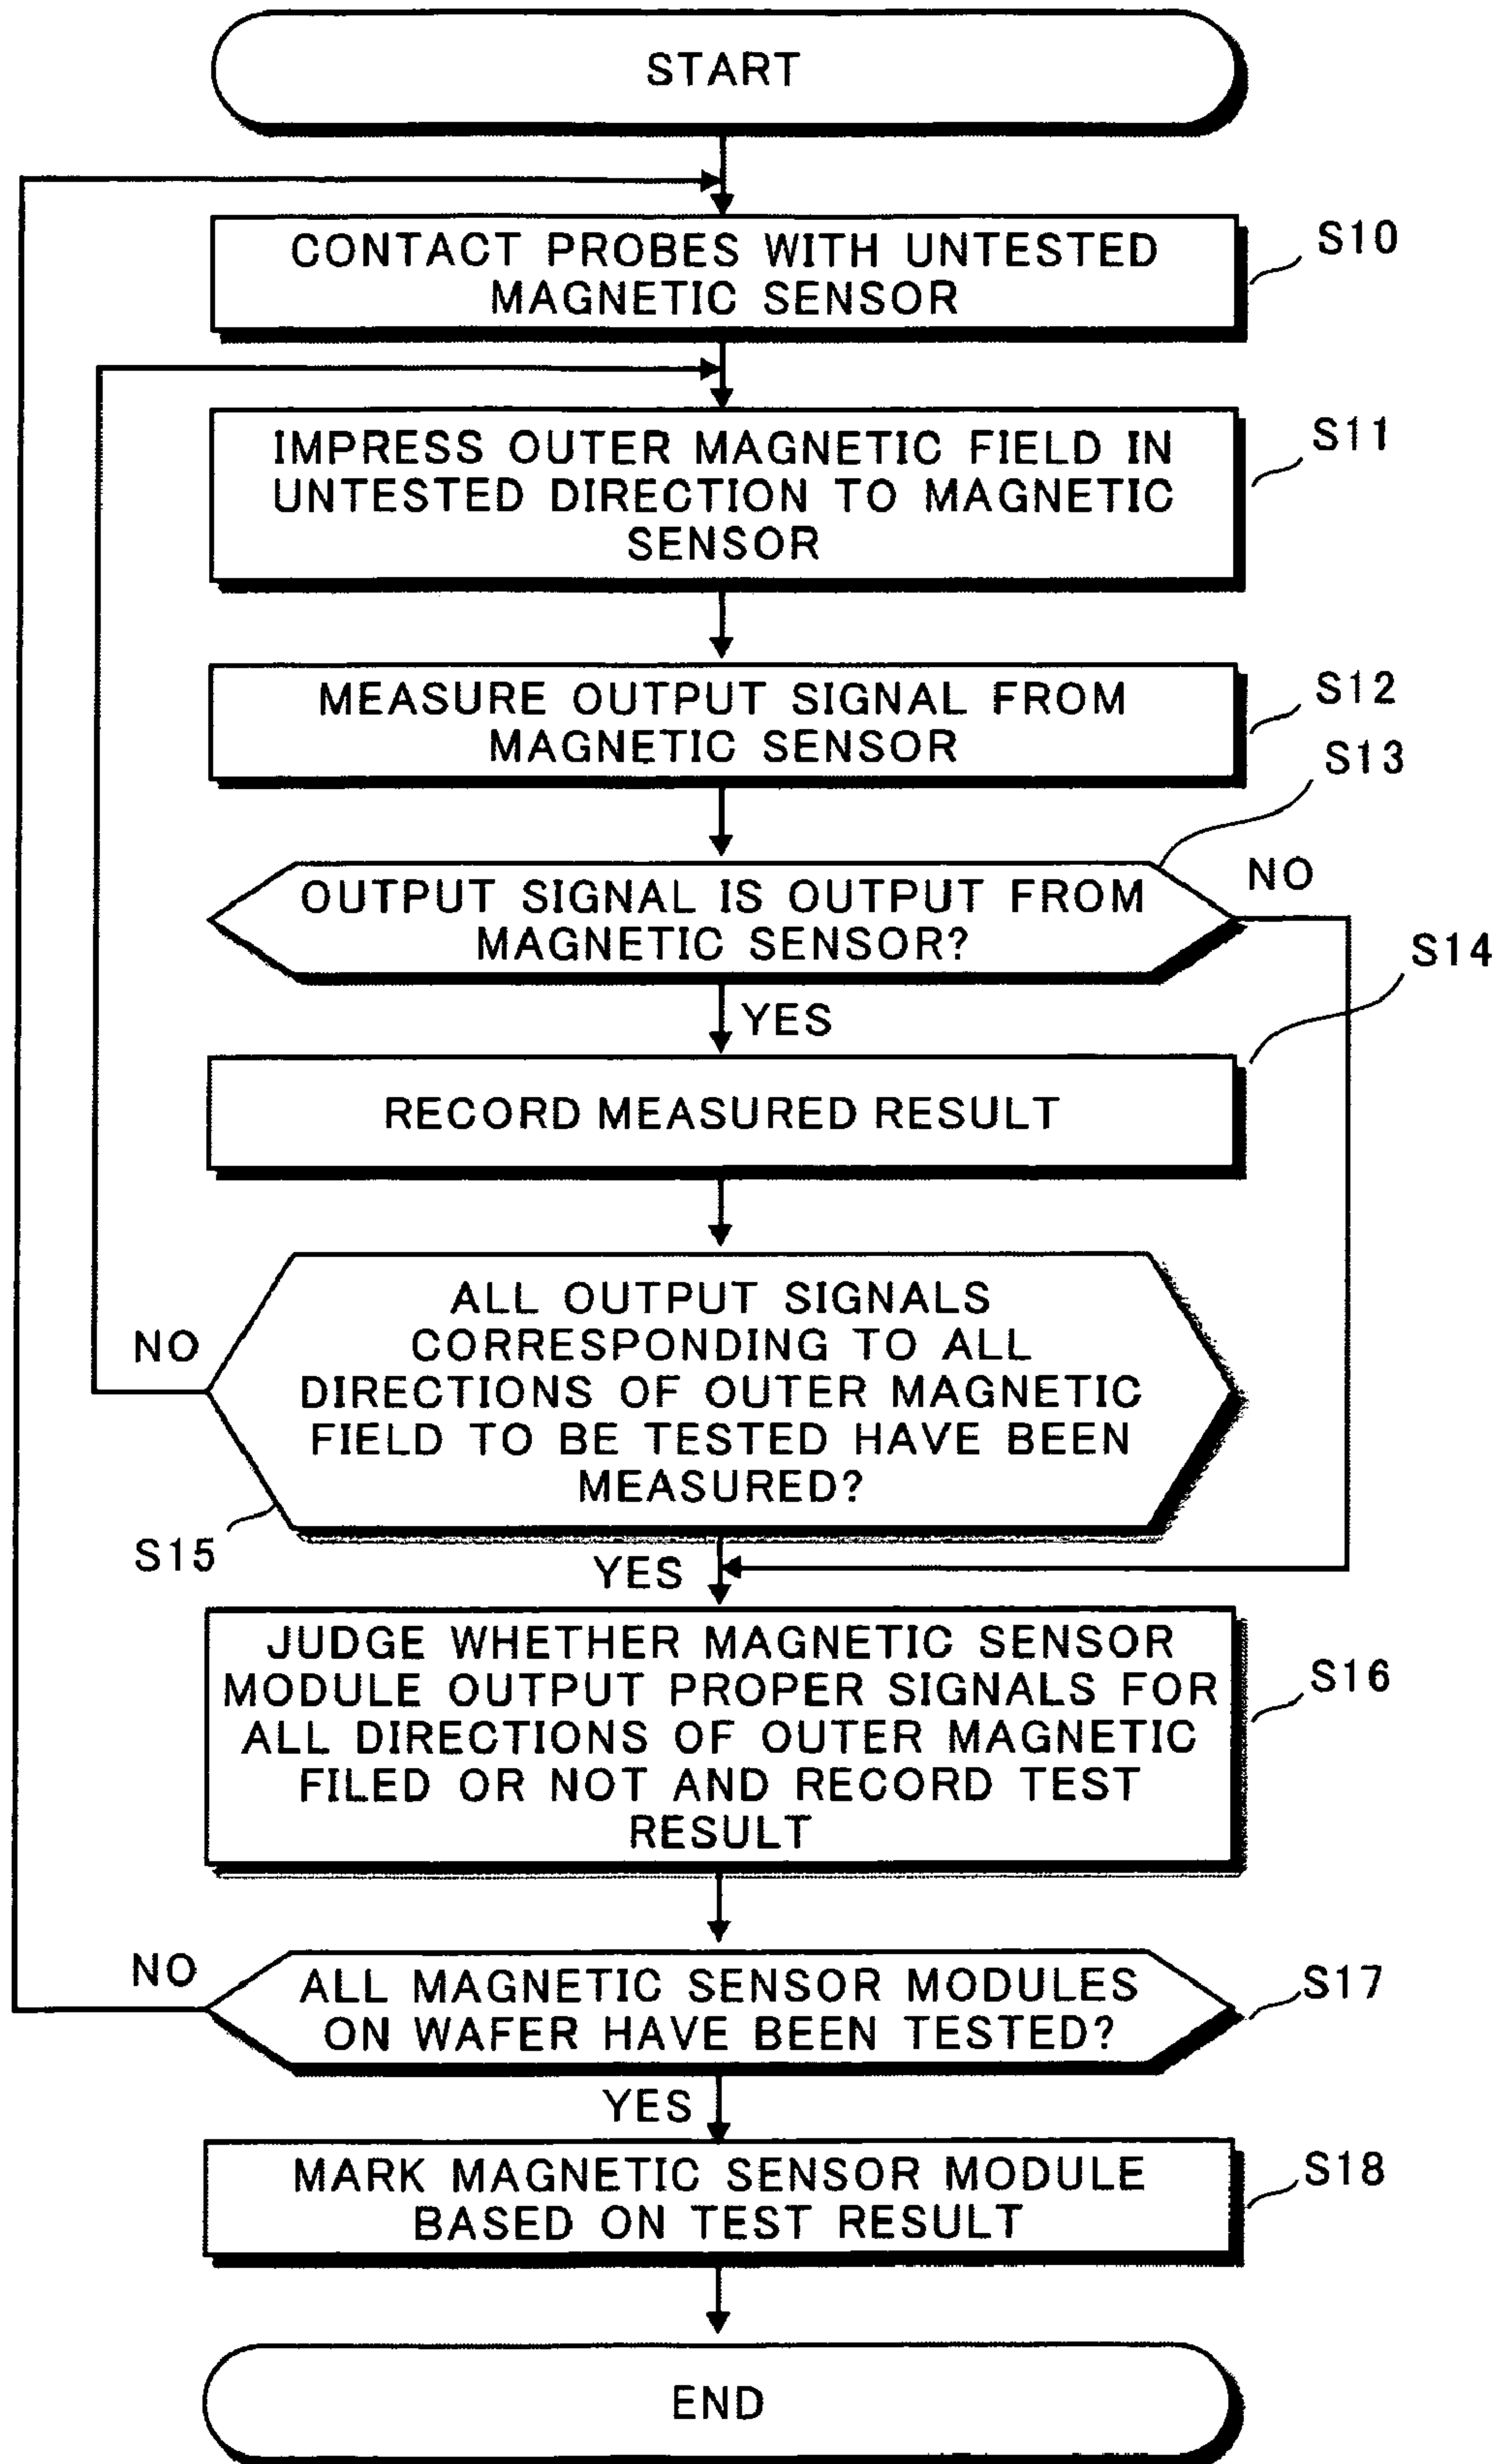 START
CONTACT PROBES WITH UNTESTED
MAGNETIC SENSOR
S10
IMPRESS OUTER MAGNETIC FIELD IN
UNTESTED DIRECTION TO MAGNETIC
SENSOR
S11
MEASURE OUTPUT SIGNAL FROM
MAGNETIC SENSOR
S12
S13
OUTPUT SIGNAL IS OUTPUT FROM
MAGNETIC SENSOR?
NO
YES
S14
RECORD MEASURED RESULT
ALL OUTPUT SIGNALS
CORRESPONDING TO ALL
DIRECTIONS OF OUTER MAGNETIC
FIELD TO BE TESTED HAVE BEEN
MEASURED?
NO
S15
YES
JUDGE WHETHER MAGNETIC SENSOR
MODULE OUTPUT PROPER SIGNALS FOR
ALL DIRECTIONS OF OUTER MAGNETIC
FILED OR NOT AND RECORD TEST
RESULT
S16
NO
ALL MAGNETIC SENSOR MODULES
ON WAFER HAVE BEEN TESTED?
S17
YES
MARK MAGNETIC SENSOR MODULE
BASED ON TEST RESULT
S18
END